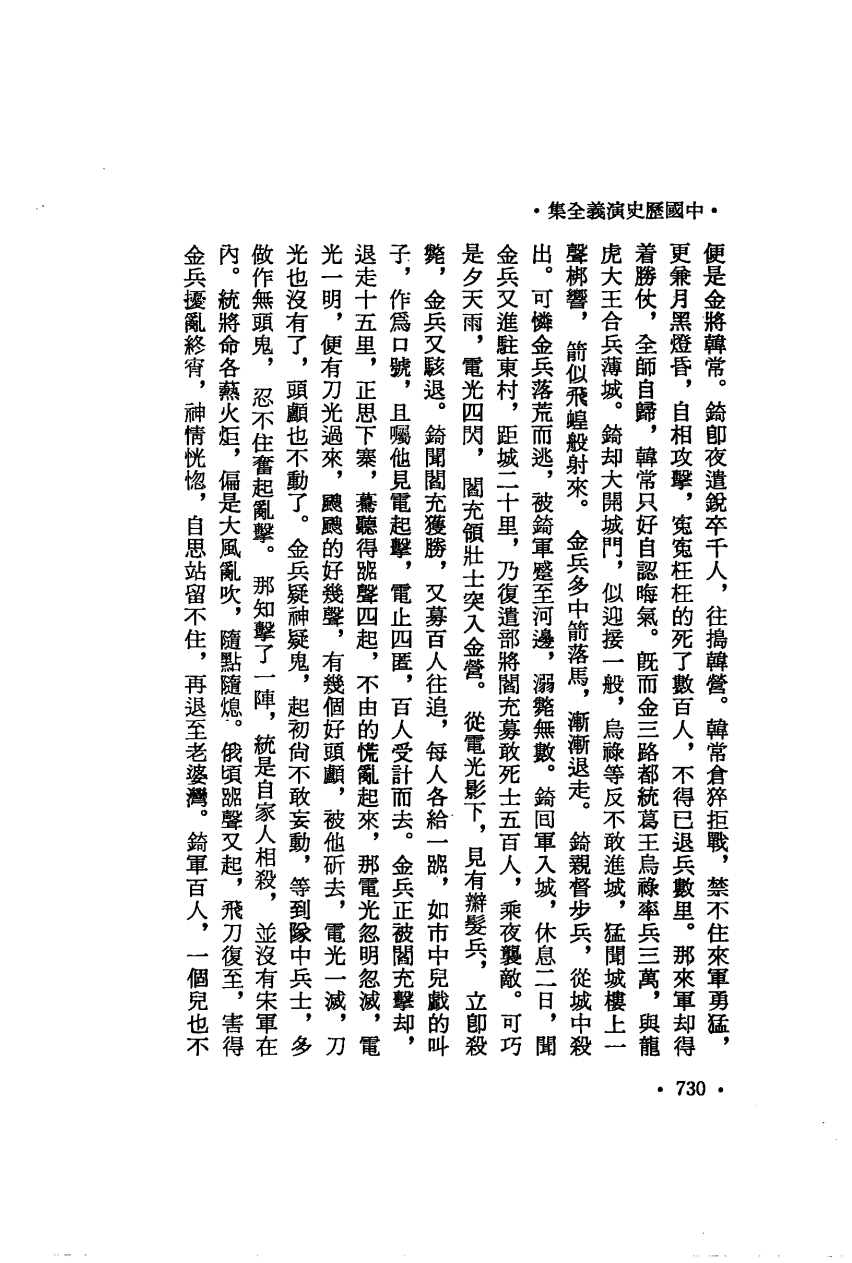 ·中國歷史演義全集·
便是金將韓常。錡卽夜遣銳卒千人，往搗韓營。韓常倉猝拒戰，禁不住來軍勇猛，
更兼月黑燈昏，自相攻擊，寃寃枉枉的死了數百人，不得已退兵數里。那來軍却得
着勝仗，全師自歸，韓常只好自認晦氣。旣而金三路都統葛王烏祿率兵三萬，與龍
虎大王合兵薄城。錡却大開城門，似迎接一般，烏祿等反不敢進城，猛聞城樓上一
聲梆響，箭似飛蝗般射來。金兵多中箭落馬，漸漸退走。錡親督步兵，從城中殺
出。可憐金兵落荒而逃，被錡軍蹙至河邊，溺斃無數。錡囘軍入城，休息二日，聞
金兵又進駐東村，距城二十里，乃復遣部將閻充募敢死士五百人，乘夜襲敵。可巧
是夕天雨，電光四閃，閻充領壯士突入金營。從電光影下，見有辮髮兵，立卽殺
斃，金兵又駭退。錡聞閻充獲勝，又募百人往追，每人各給一嘂，如市中兒戲的叫
子，作爲口號，且囑他見電起擊，電止四匿，百人受計而去。金兵正被閻充擊却，
退走十五里，正思下寨，驀聽得嘂聲四起，不由的慌亂起來，那電光忽明忽滅，電
光一明，便有刀光過來，颼颼的好幾聲，有幾個好頭顱，被他斫去，電光一滅，刀
光也沒有了，頭顱也不動了。金兵疑神疑鬼，起初尙不敢妄動，等到隊中兵士，多
做作無頭鬼，忍不住奮起亂擊。那知擊了一陣，統是自家人相殺，並沒有宋軍在
內。統將命各爇火炬，偏是大風亂吹，隨點隨熄。俄頃嘂聲又起，飛刀復至，害得
金兵擾亂終宵，神情恍惚，自思站留不住，再退至老婆灣。錡軍百人，一個兒也不
·730·